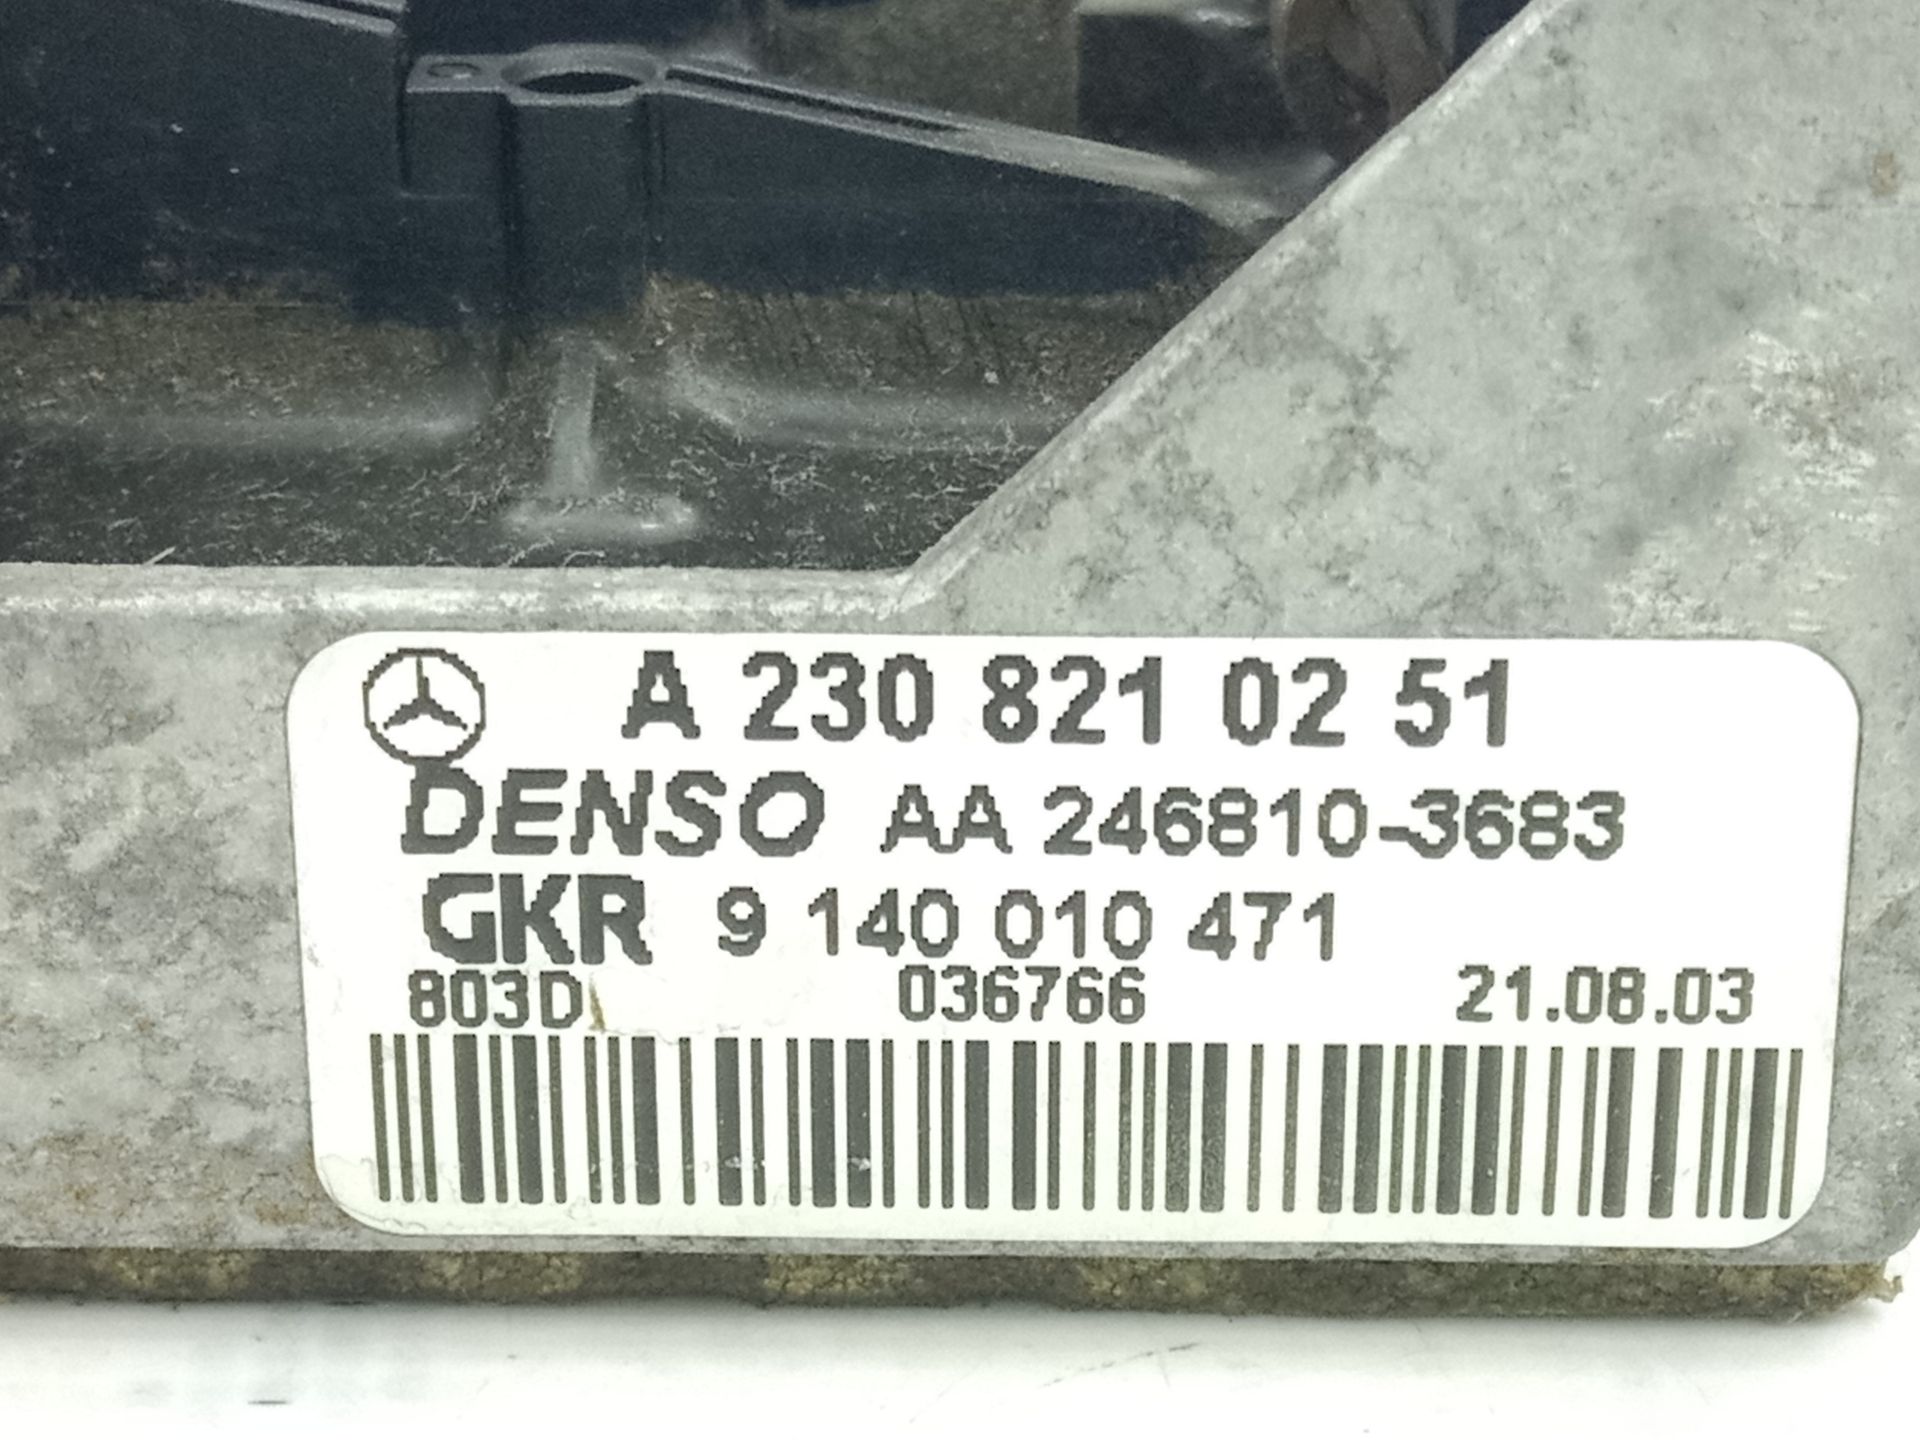 A 230 821 02 51
DENSO AA 246810-3683
GKR 9 140 010 471
803D 036766 21.08.03